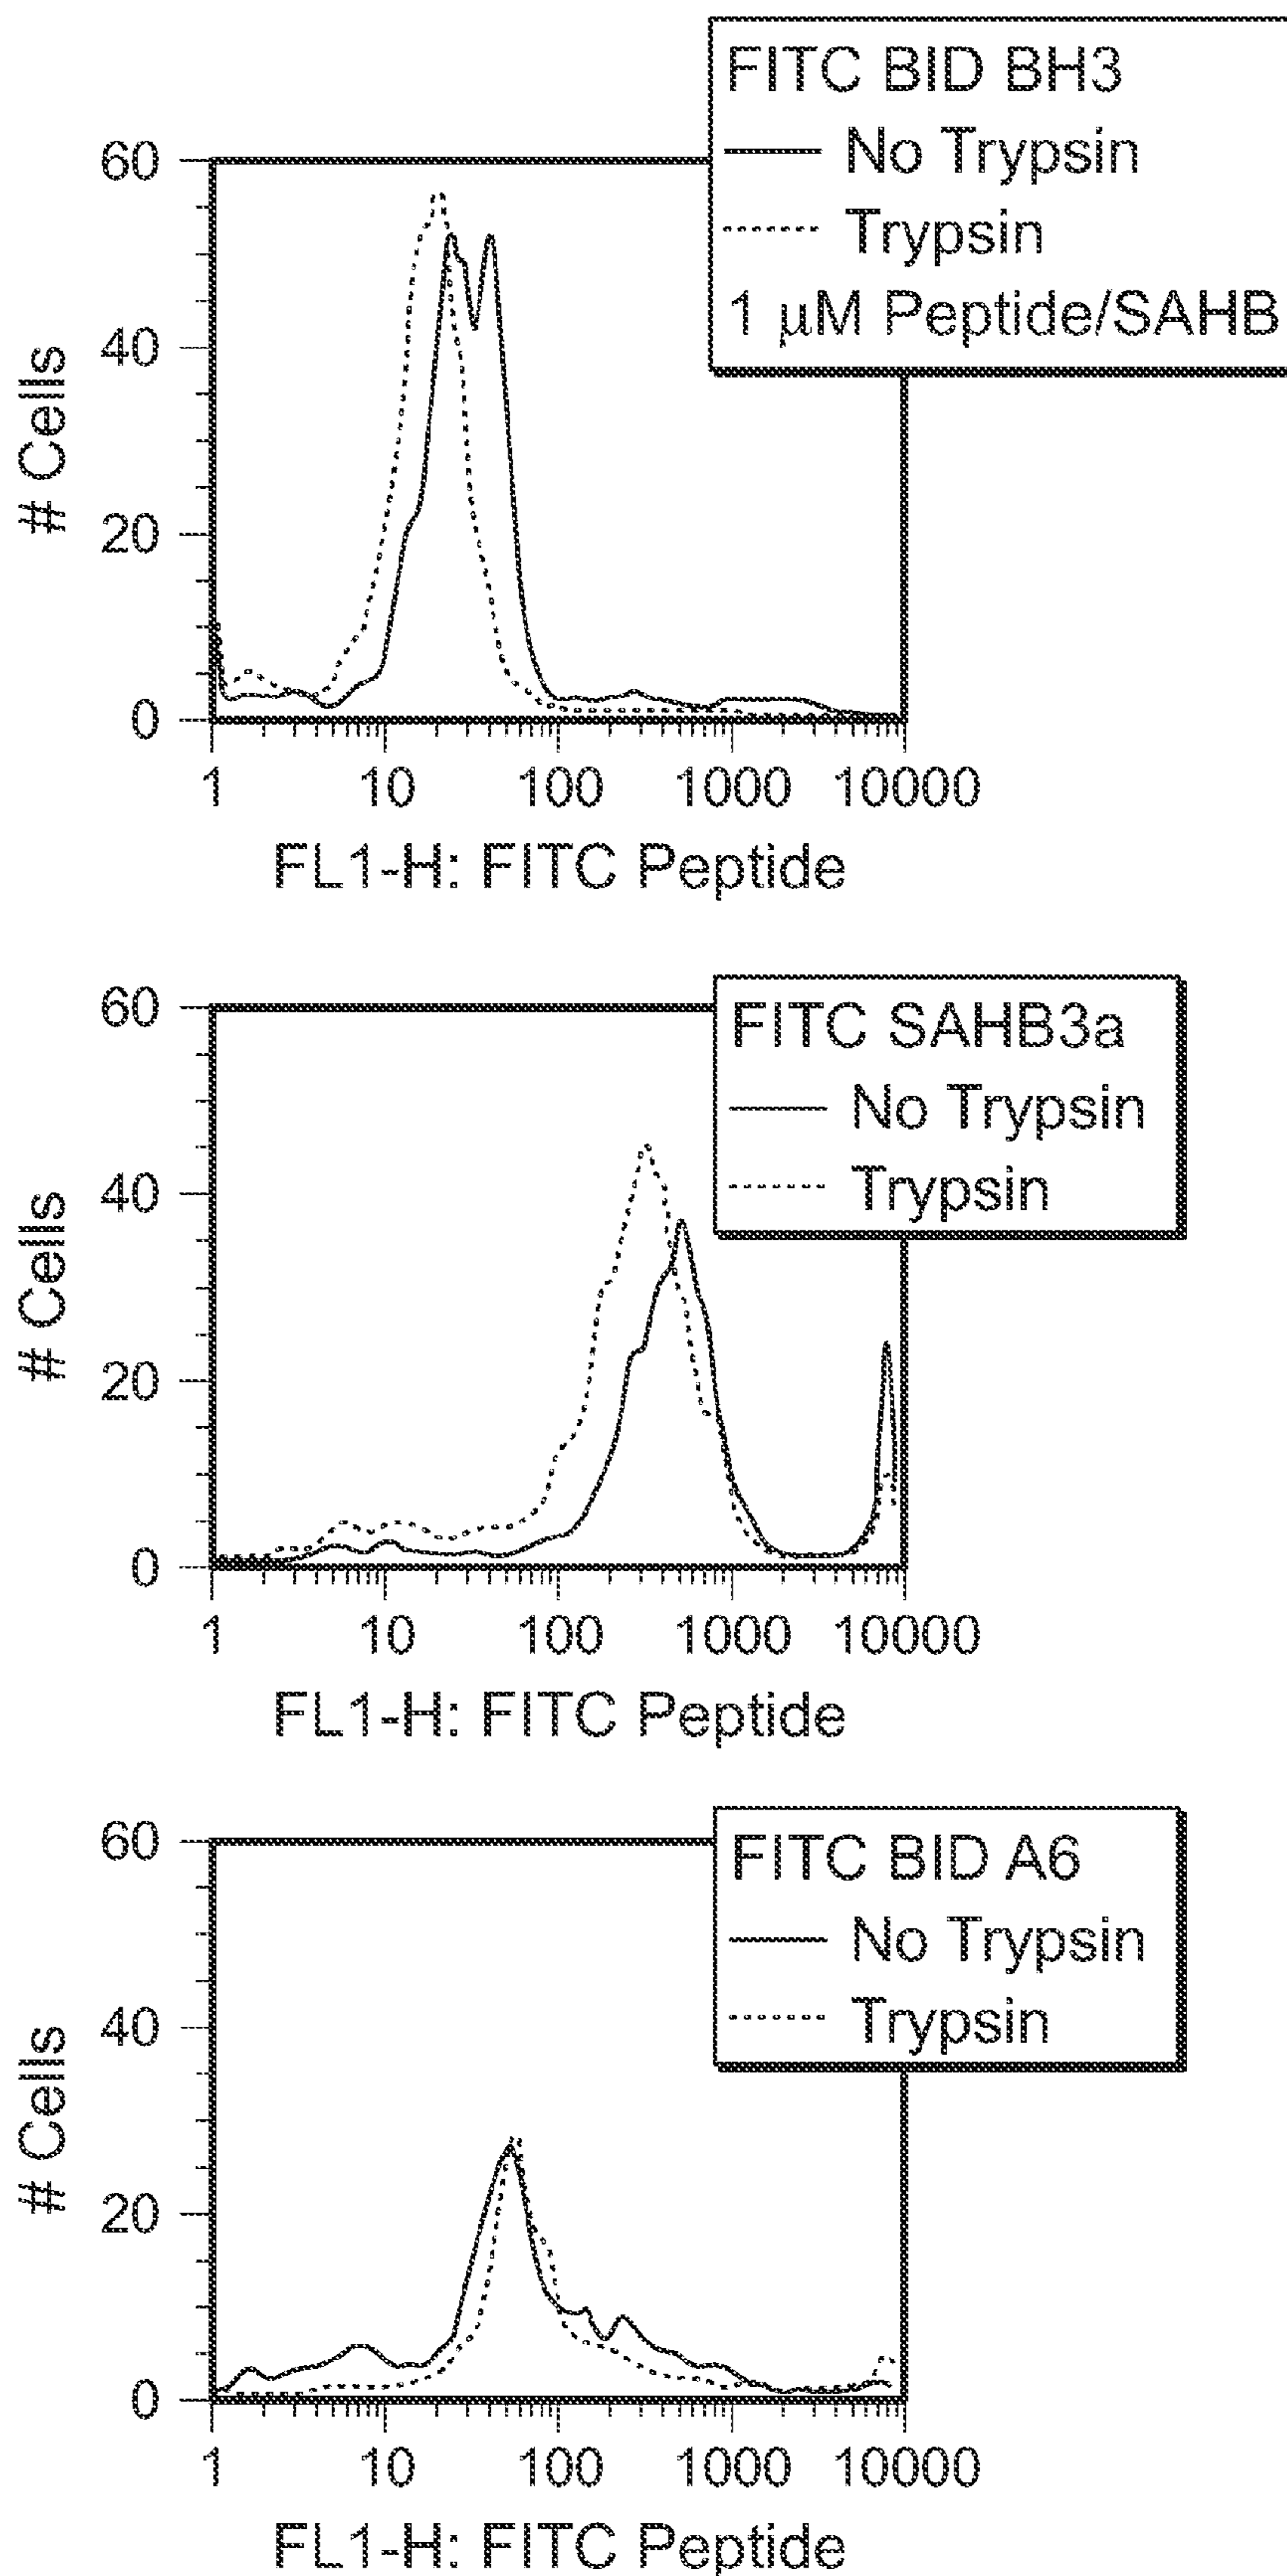 FITC BID BH3
No Trypsin
Trypsin
1 μM Peptide/SAHB
60
40
20
0
# Cells
1 10 100 1000 10000
FL1-H: FITC Peptide
FITC SAHB3a
No Trypsin
Trypsin
60
40
20
0
# Cells
1 10 100 1000 10000
FL1-H: FITC Peptide
FITC BID A6
No Trypsin
Trypsin
60
40
20
0
# Cells
1 10 100 1000 10000
FL1-H: FITC Peptide